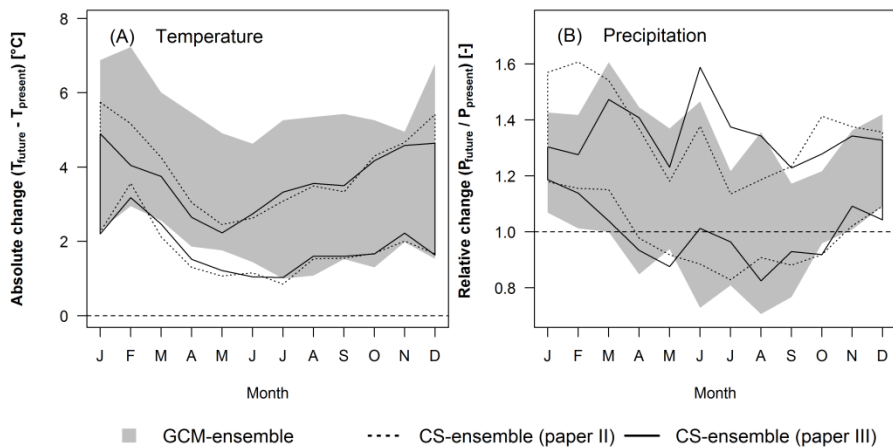 (A) Temperature
Absolute change (Tfuture - Tpresent) [°C]
8
6
4
2
0
J F M A M J J A S O N D
Month
(B) Precipitation
Relative change (Pfuture / Ppresent) [-]
1.6
1.4
1.2
1.0
0.8
J F M A M J J A S O N D
Month
GCM-ensemble CS-ensemble (paper II) CS-ensemble (paper III)